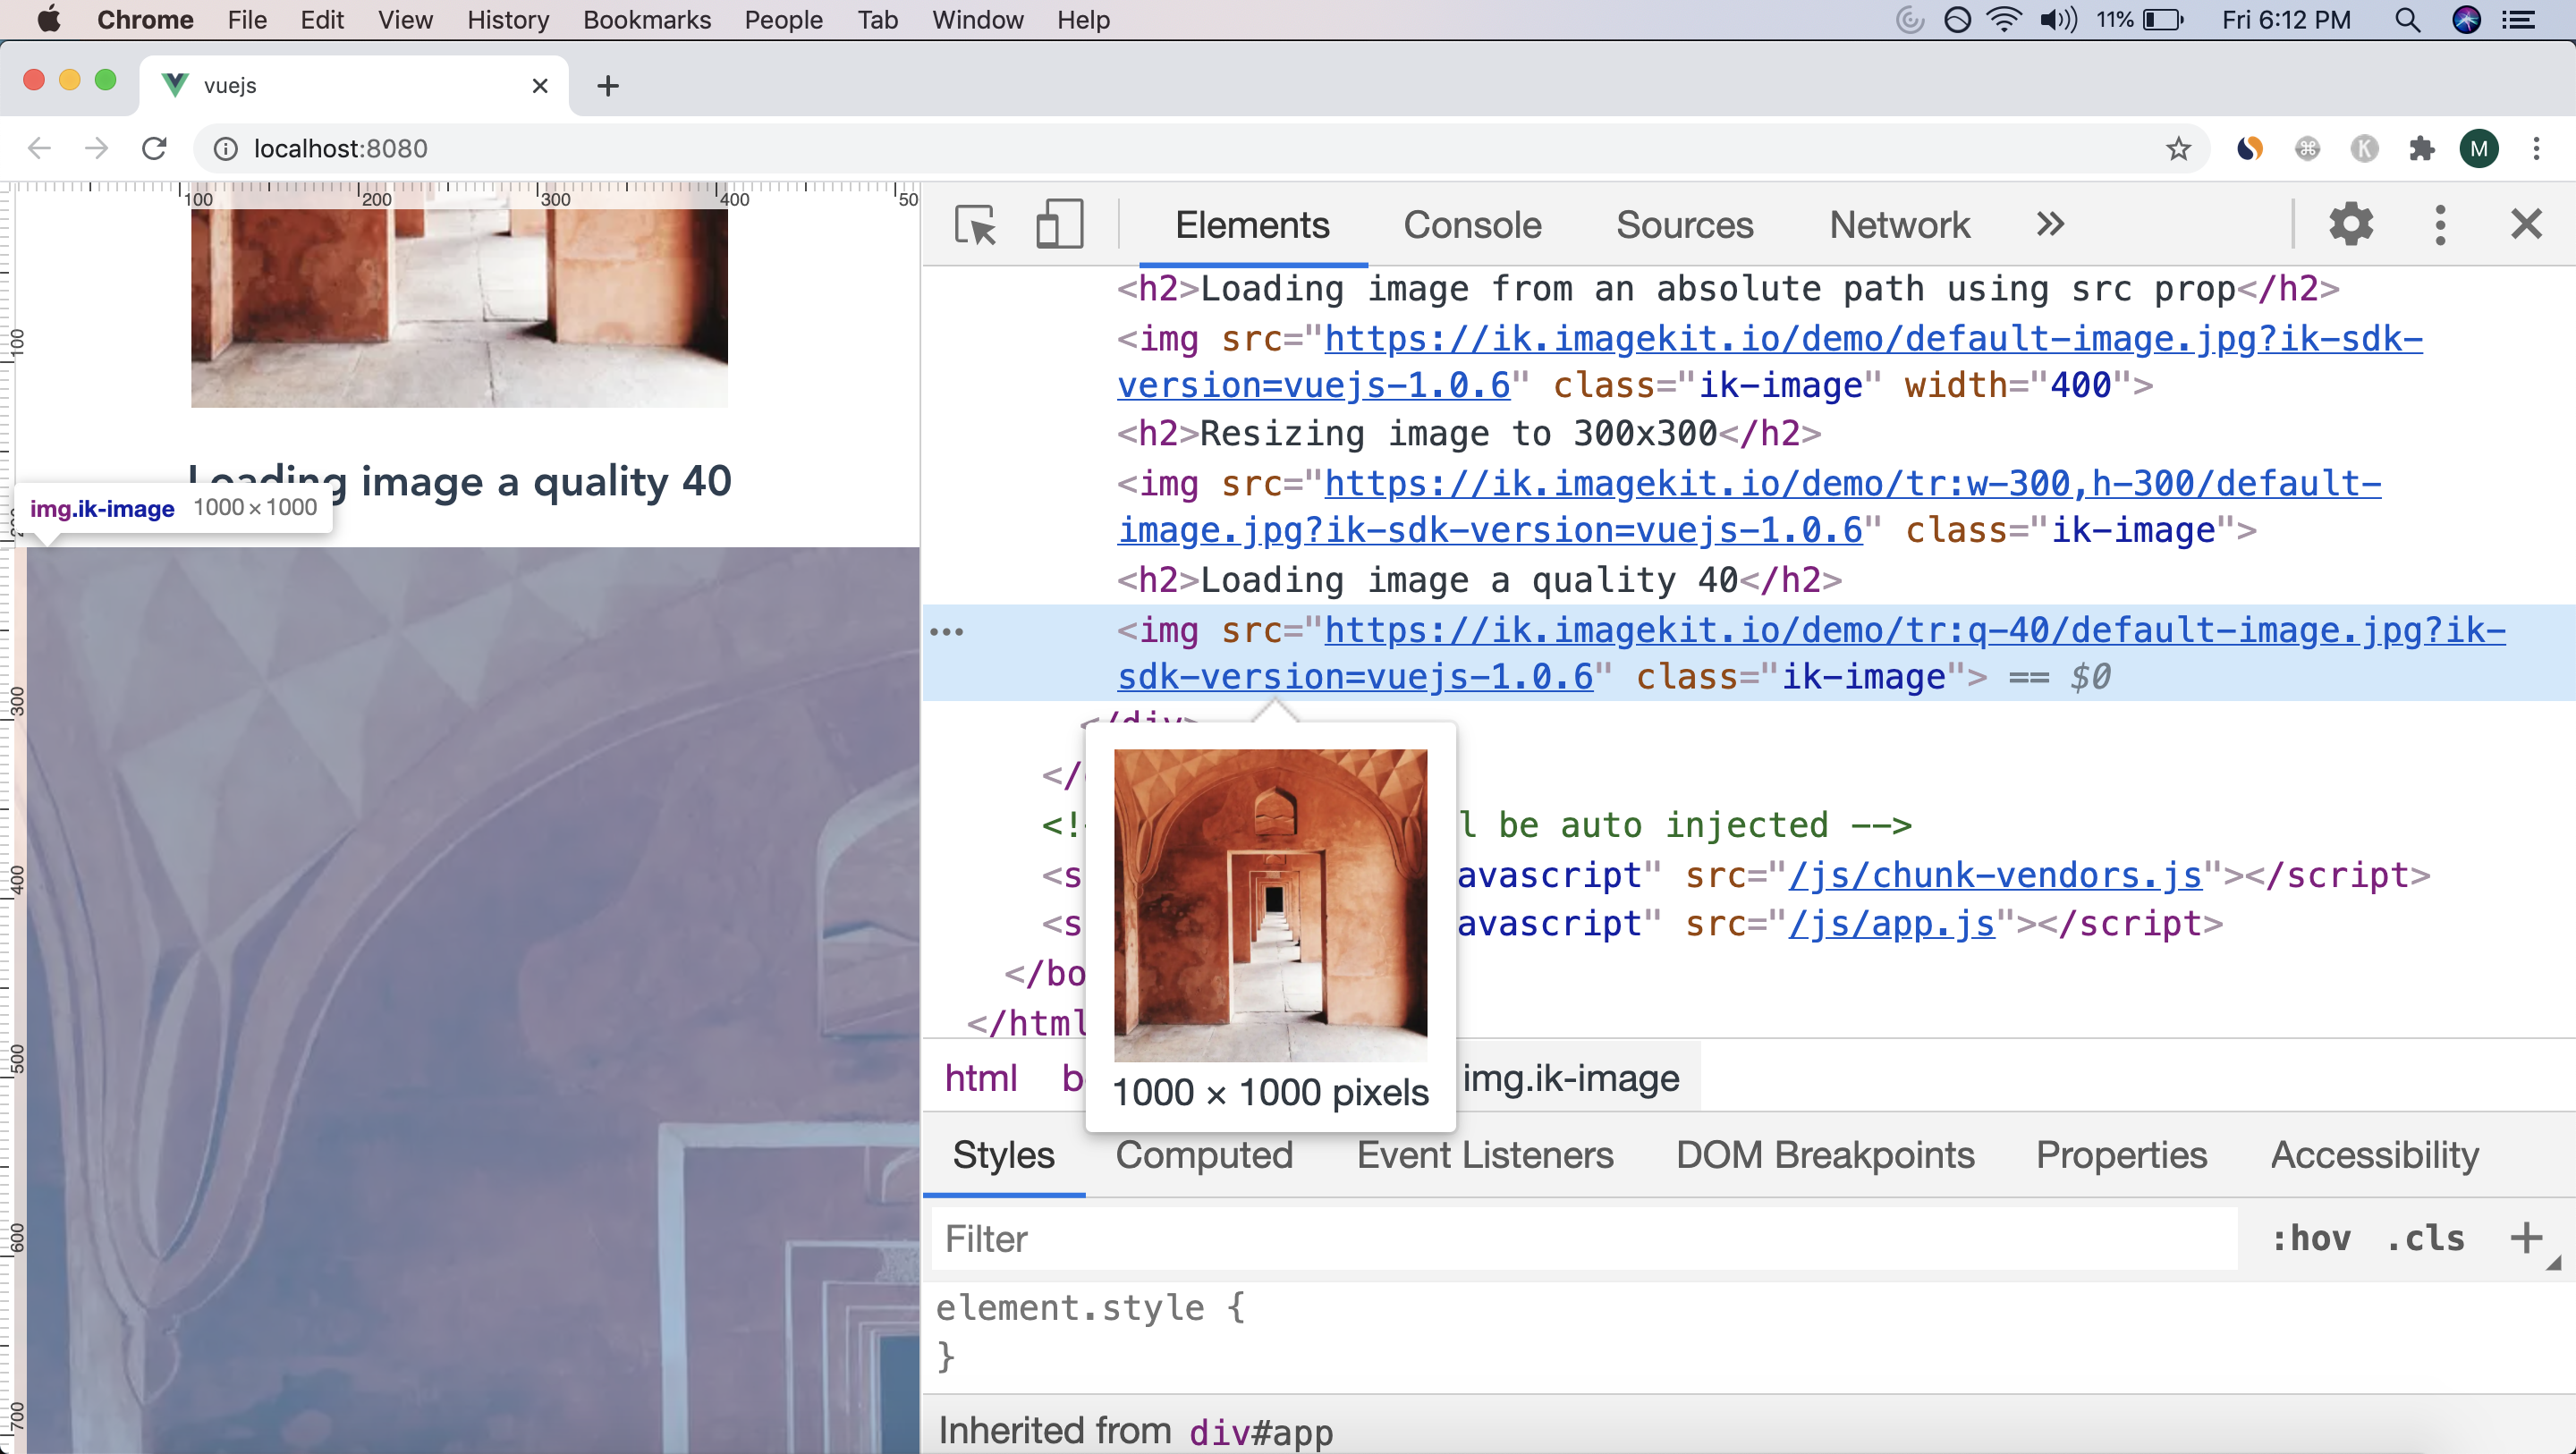 Chrome File Edit View History Bookmarks People Tab Window Help 11% Fri 6:12 PM
vuejs
localhost:8080 K M
100 200 300 400 50
100
300
400
500
600
700
Loading image a quality 40
img.ik-image 1000×1000
Elements Console Sources Network
<h2>Loading image from an absolute path using src prop</h2>
<img src="https://ik.imagekit.io/demo/default-image.jpg?ik-sdk-
version=vuejs-1.0.6" class="ik-image" width="400">
<h2>Resizing image to 300x300</h2>
<img src="https://ik.imagekit.io/demo/tr:w-300,h-300/default-
image.jpg?ik-sdk-version=vuejs-1.0.6" class="ik-image">
<h2>Loading image a quality 40</h2>
<img src="https://ik.imagekit.io/demo/tr:q-40/default-image.jpg?ik-
sdk-version=vuejs-1.0.6" class="ik-image"> == $0
</div>
</
<!- l be auto injected -->
<s avascript" src="/js/chunk-vendors.js"></script>
<s avascript" src="/js/app.js"></script>
</bo
</html
1000 × 1000 pixels
html b img.ik-image
Styles Computed Event Listeners DOM Breakpoints Properties Accessibility
Filter :hov .cls +
element.style {
}
Inherited from div#app